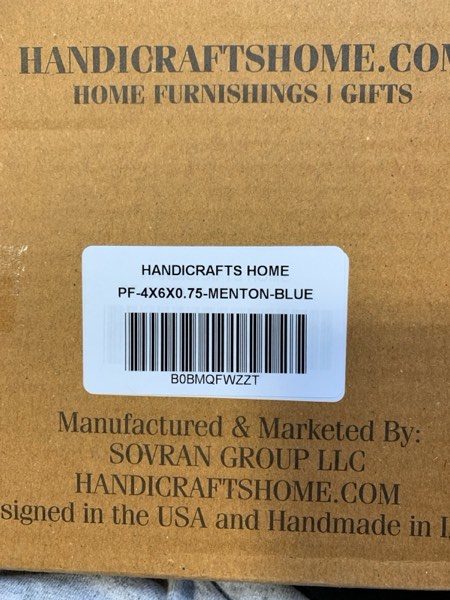 HANDICRAFTSHOME.COM
HOME FURNISHINGS | GIFTS
HANDICRAFTS HOME
PF-4X6X0.75-MENTON-BLUE
B0BMQFWZZT
Manufactured & Marketed By:
SOVRAN GROUP LLC
HANDICRAFTSHOME.COM
signed in the USA and Handmade in